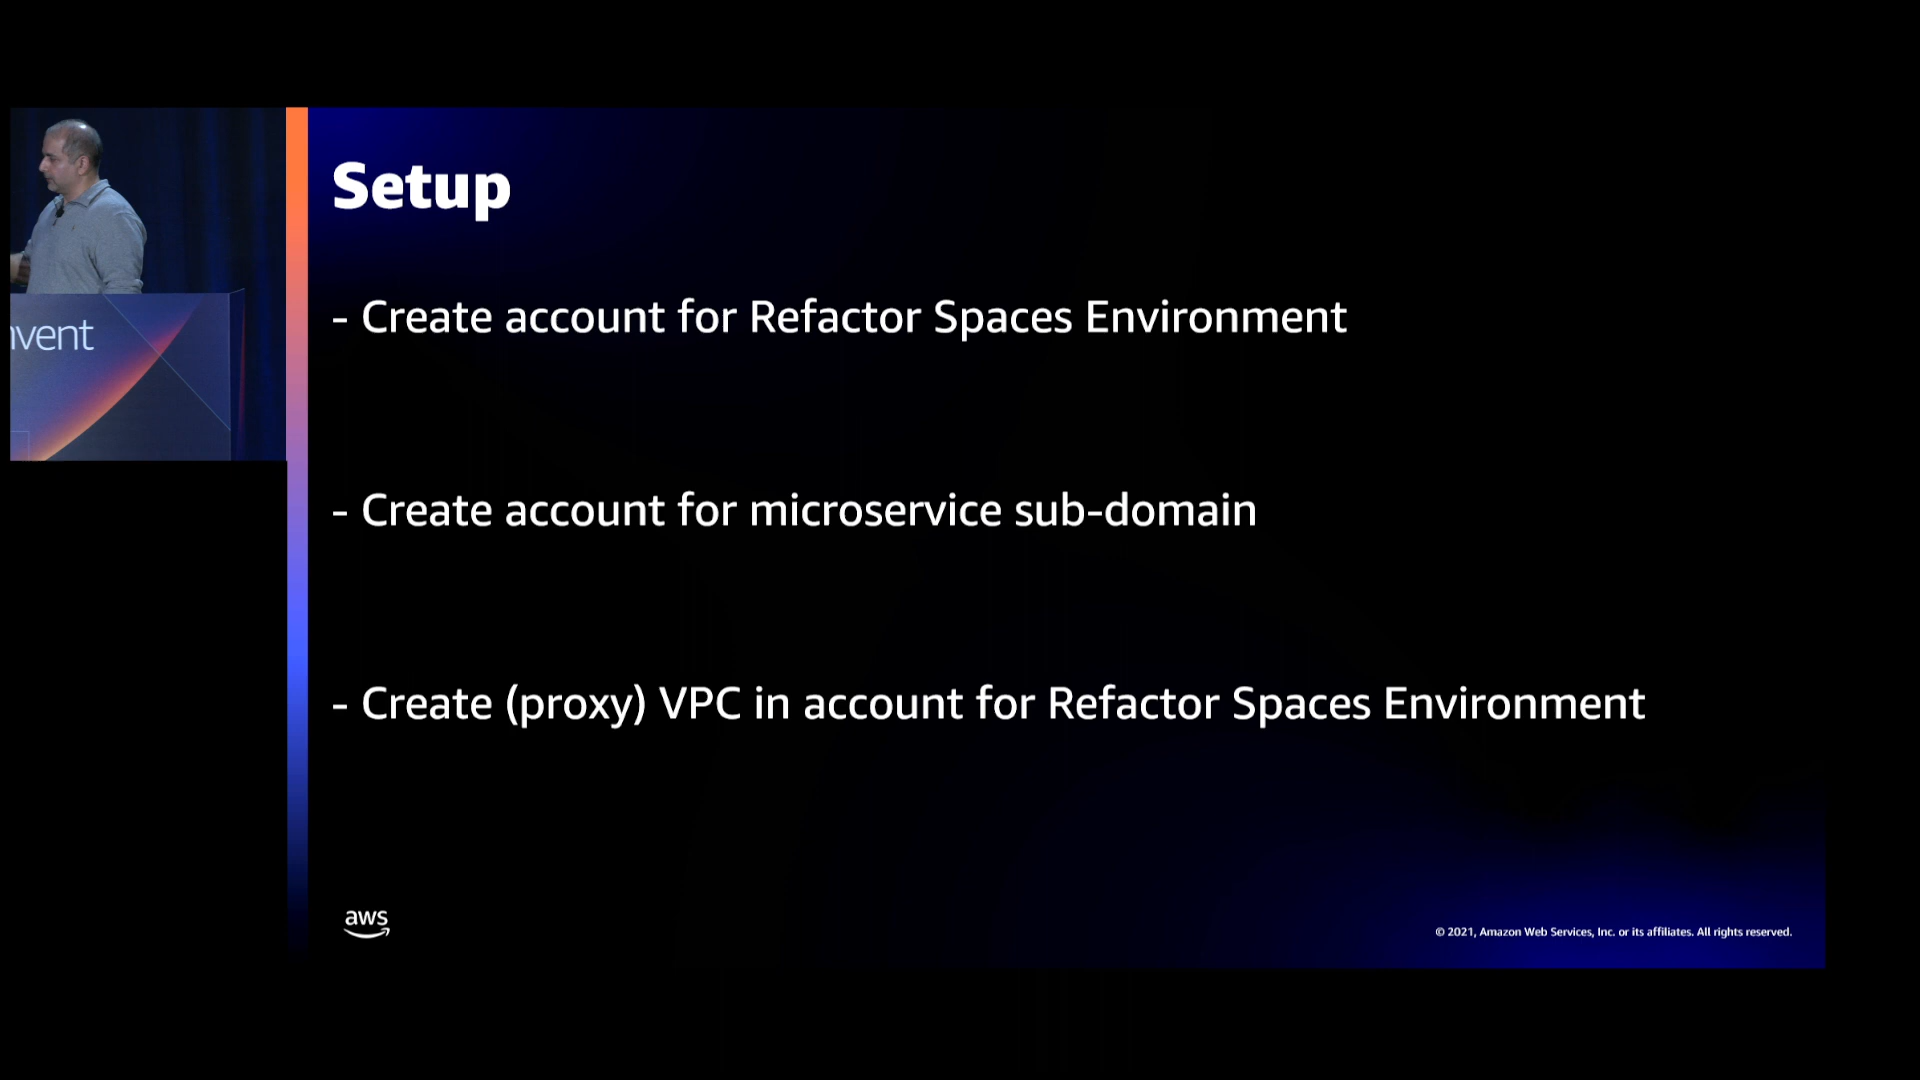 Setup
- Create account for Refactor Spaces Environment
nvent
- Create account for microservice sub-domain
- Create (proxy) VPC in account for Refactor Spaces Environment
aws
© 2021, Amazon Web Services, Inc. or its affiliates. All rights reserved.